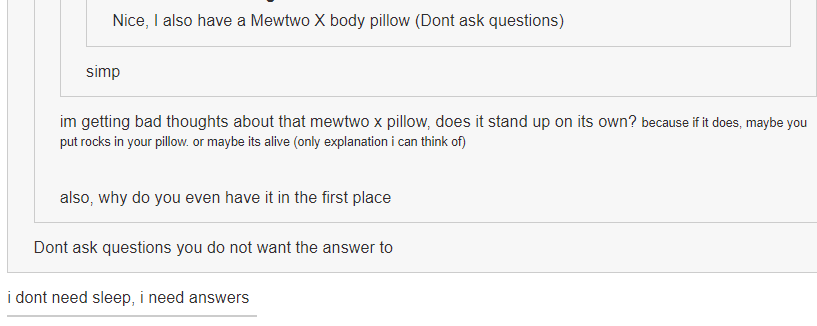 Nice, I also have a Mewtwo X body pillow (Dont ask questions)
simp
im getting bad thoughts about that mewtwo x pillow, does it stand up on its own? because if it does, maybe you
put rocks in your pillow. or maybe its alive (only explanation i can think of)
also, why do you even have it in the first place
Dont ask questions you do not want the answer to
i dont need sleep, i need answers